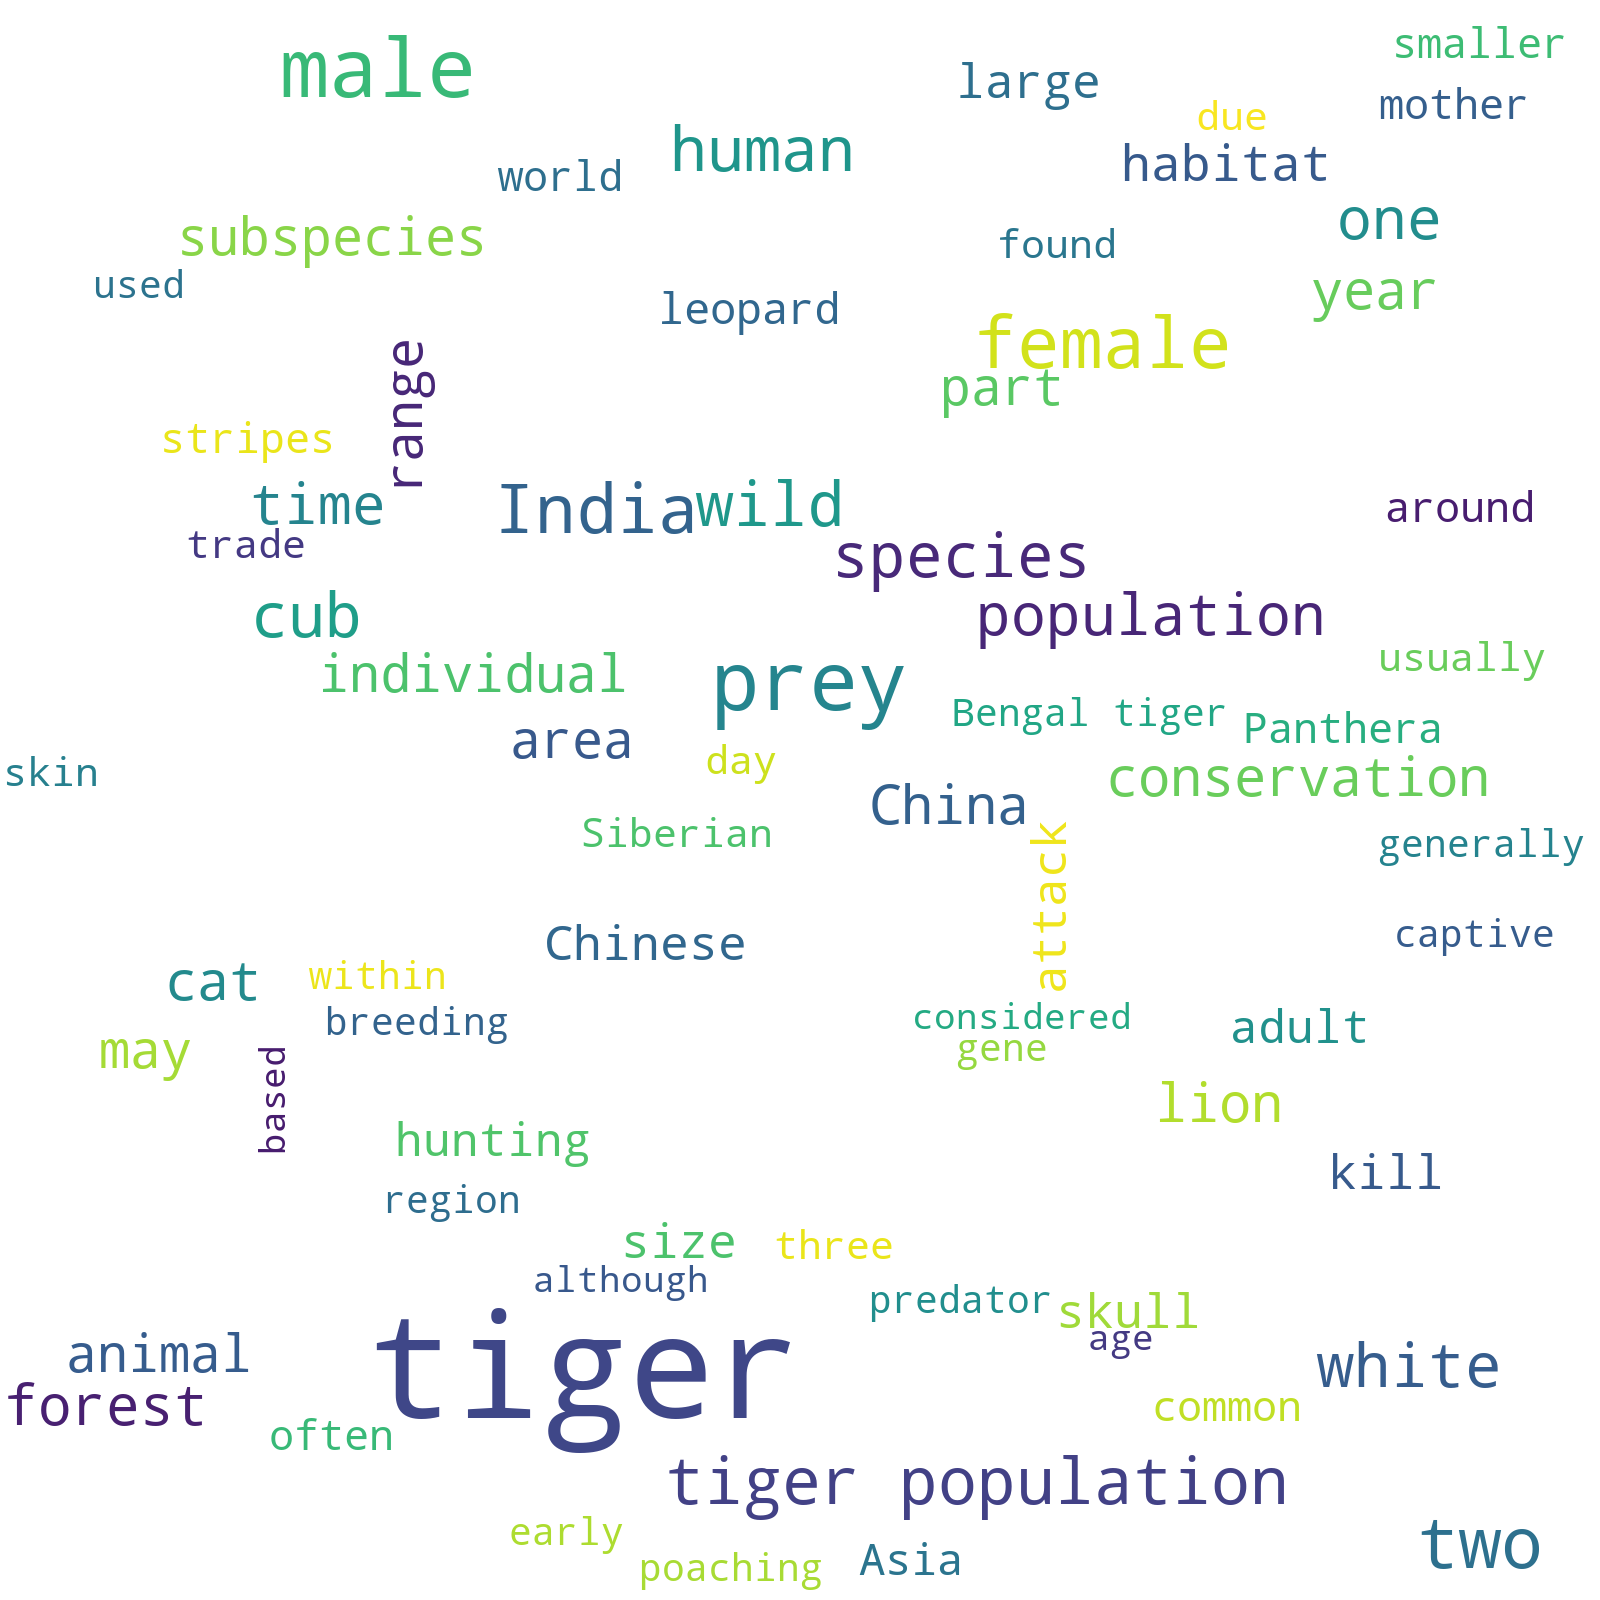 male
smaller
large
due
mother
human
world
habitat
subspecies
one
found
used
year
leopard
female
range
part
stripes
time
India
wild
around
trade
species
cub
population
individual
prey
usually
Bengal tiger
Panthera
area
day
skin
China
conservation
Siberian
attack
generally
Chinese
captive
cat
within
breeding
considered
adult
may
gene
based
lion
hunting
kill
region
size
three
although
predator
skull
tiger
age
animal
white
forest
common
often
tiger population
early
poaching
Asia
two